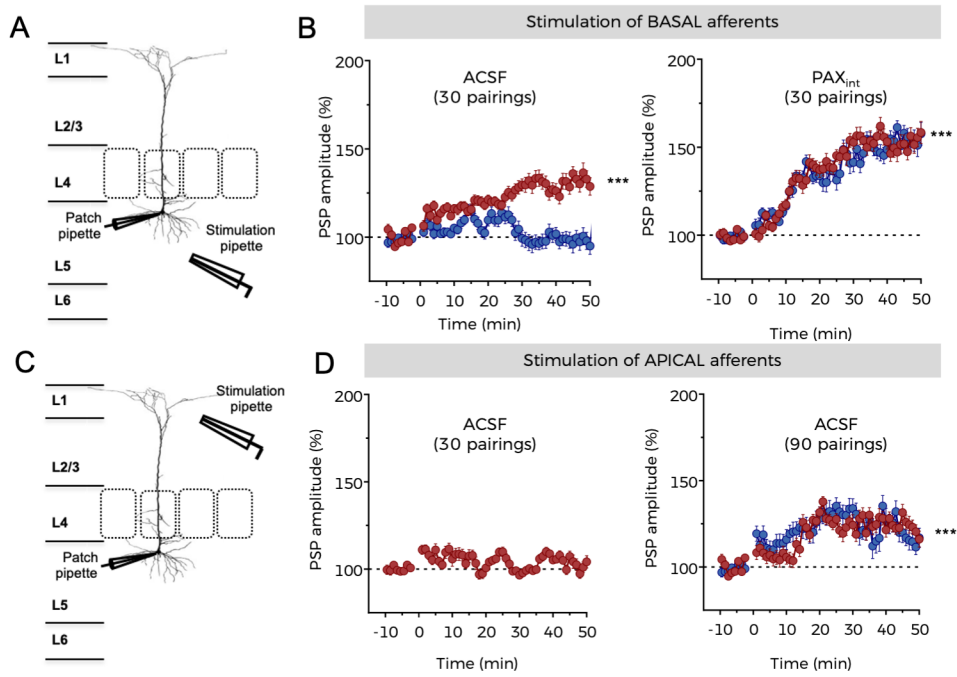 A
L1
L2/3
L4
Patch
pipette
Stimulation
pipette
L5
L6
B
Stimulation of BASAL afferents
ACSF
(30 pairings)
PSP amplitude (%)
200
150
100
***
-10 0 10 20 30 40 50
Time (min)
PAXint
(30 pairings)
PSP amplitude (%)
200
150
100
***
-10 0 10 20 30 40 50
Time (min)
C
L1
Stimulation
pipette
L2/3
L4
Patch
pipette
L5
L6
D
Stimulation of APICAL afferents
ACSF
(30 pairings)
PSP amplitude (%)
200
150
100
-10 0 10 20 30 40 50
Time (min)
ACSF
(90 pairings)
PSP amplitude (%)
200
150
100
***
-10 0 10 20 30 40 50
Time (min)